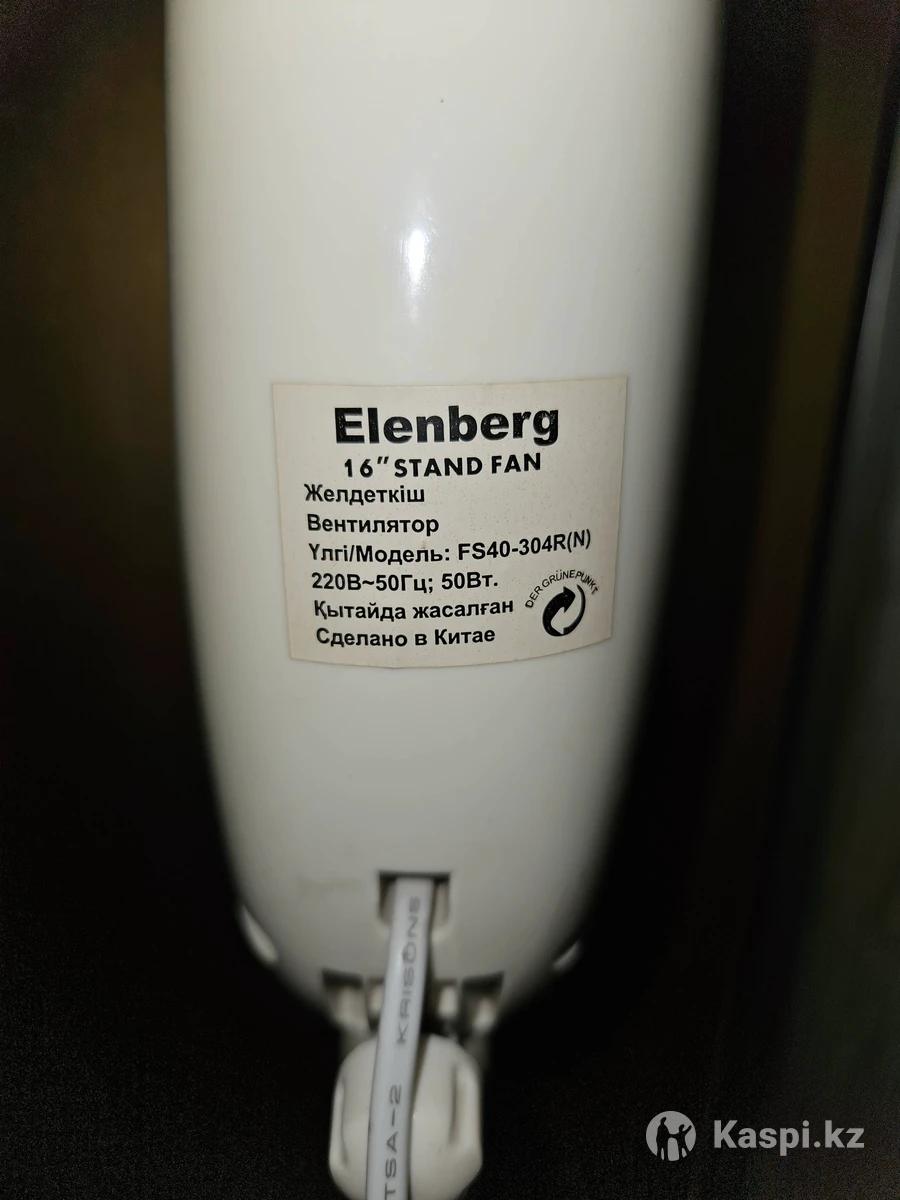 Elenberg
16" STAND FAN
Желдеткіш
Вентилятор
Үлгі/Модель: FS40-304R(N)
220В~50Гц; 50Вт.
Қытайда жасалған
Сделано в Китае
DER GRÜNE PUNKT
KRISONS
TSA-2
Kaspi.kz